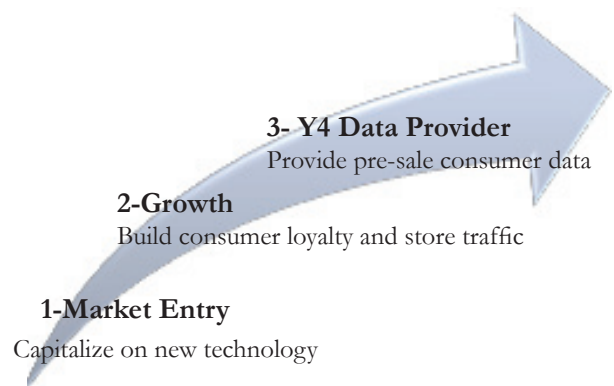 3- Y4 Data Provider
Provide pre-sale consumer data
2-Growth
Build consumer loyalty and store traffic
1-Market Entry
Capitalize on new technology